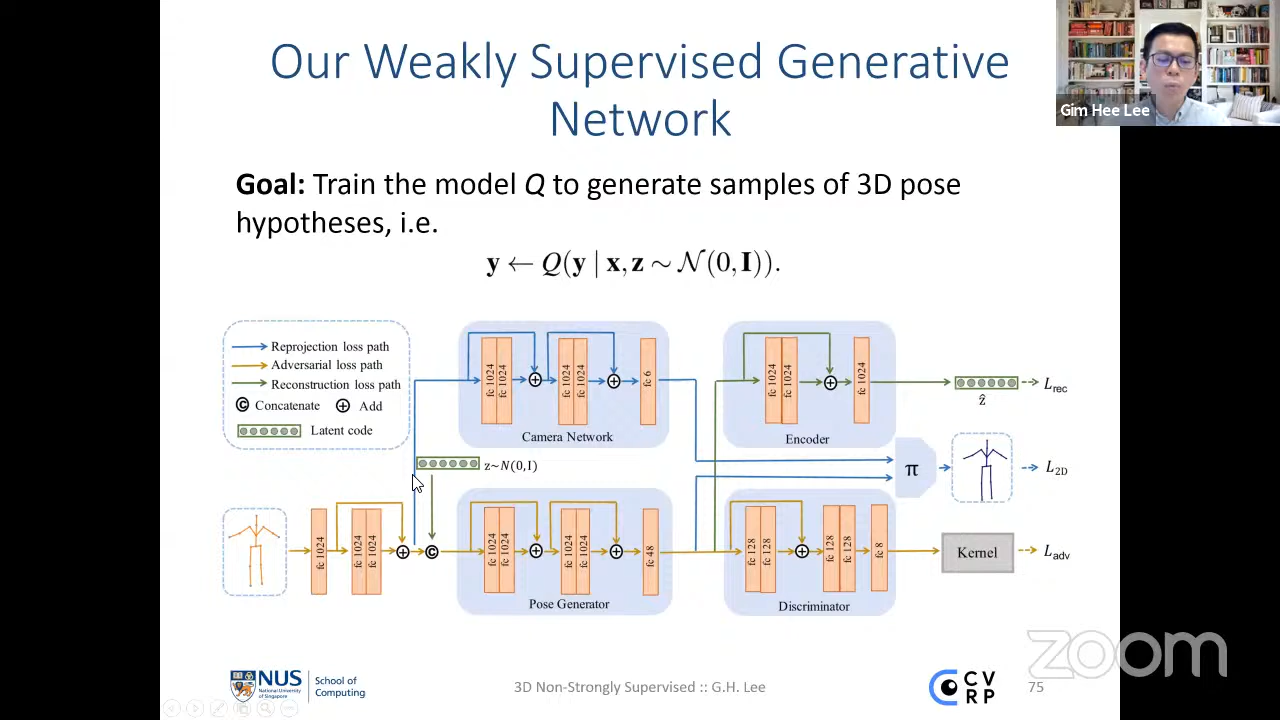 Our Weakly Supervised Generative
Network
Gim Hee Lee
Goal: Train the model Q to generate samples of 3D pose
hypotheses, i.e.
y ← Q(y | x, z ∼ N(0, I)).
Reprojection loss path
Adversarial loss path
Reconstruction loss path
© Concatenate ⊕ Add
Latent code
fc 1024
fc 1024
fc 1024
fc 1024
fc 6
Camera Network
fc 1024
fc 1024
fc 1024
Encoder
ẑ
L_rec
z~N(0,I)
π
L_2D
fc 1024
fc 1024
fc 1024
©
fc 1024
fc 1024
fc 1024
fc 1024
fc 48
Pose Generator
fc 128
fc 128
fc 128
fc 128
fc 8
Discriminator
Kernel
L_adv
zoom
NUS
National University
of Singapore
School of
Computing
3D Non-Strongly Supervised :: G.H. Lee
CV
RP
75